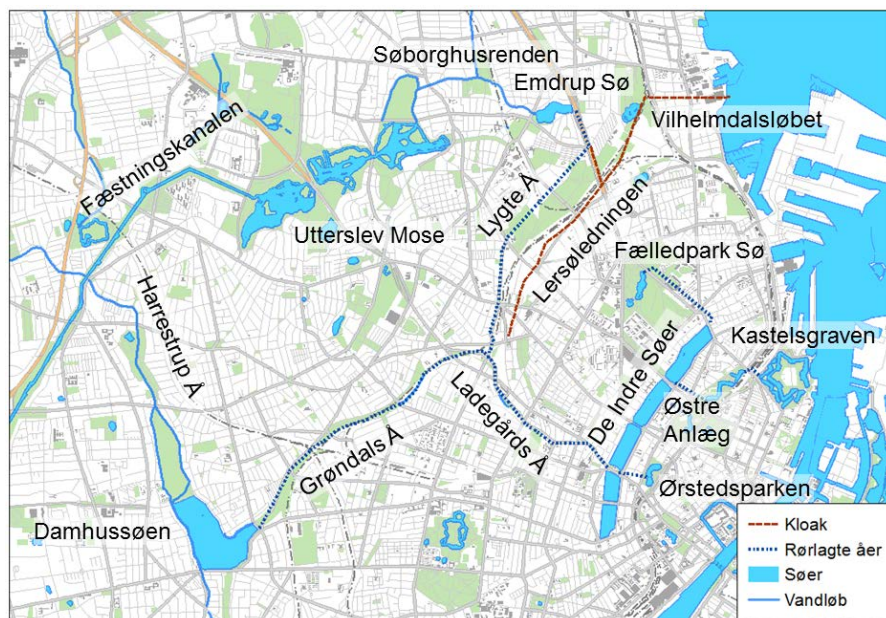 Søborghusrenden
Emdrup Sø
Vilhelmdalsløbet
Fæstningskanalen
Lygte Å
Utterslev Mose
Lersøledningen
Fælledpark Sø
Harrestrup Å
Kastelsgraven
De Indre Søer
Ladegårds Å
Østre
Anlæg
Grøndals Å
Ørstedsparken
Damhussøen
Kloak
Rørlagte åer
Søer
Vandløb